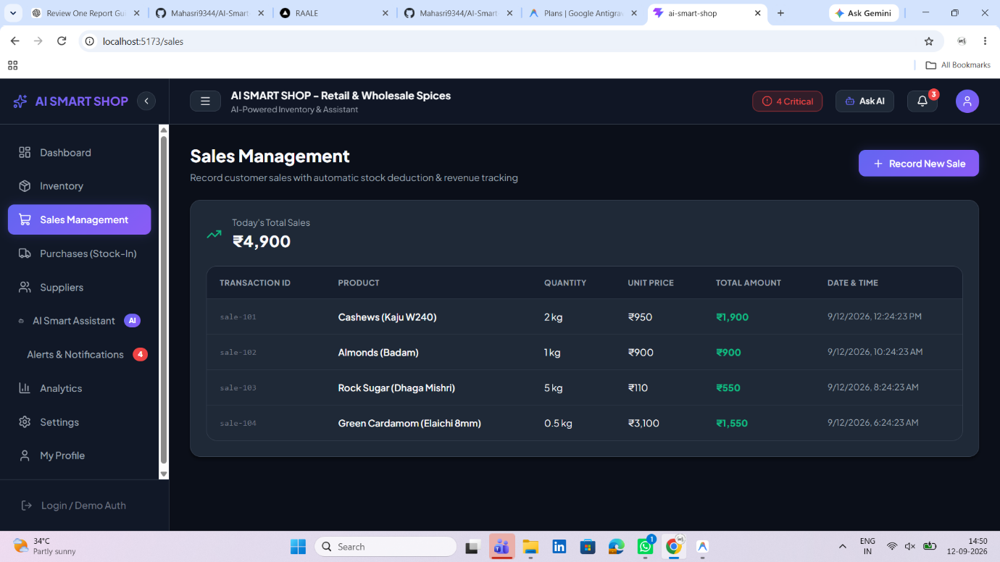 Review One Report Gu
Mahasri9344/AI-Smart
RAALE
Mahasri9344/AI-Smart
Plans | Google Antigrav
ai-smart-shop
Ask Gemini
localhost:5173/sales
All Bookmarks
AI SMART SHOP
AI SMART SHOP - Retail & Wholesale Spices
AI-Powered Inventory & Assistant
4 Critical
Ask AI
3
Dashboard
Inventory
Sales Management
Purchases (Stock-In)
Suppliers
AI Smart Assistant AI
Alerts & Notifications 4
Analytics
Settings
My Profile
Login / Demo Auth
Sales Management
Record customer sales with automatic stock deduction & revenue tracking
+ Record New Sale
Today's Total Sales
₹4,900
TRANSACTION ID PRODUCT QUANTITY UNIT PRICE TOTAL AMOUNT DATE & TIME
sale-101 Cashews (Kaju W240) 2 kg ₹950 ₹1,900 9/12/2026, 12:24:23 PM
sale-102 Almonds (Badam) 1 kg ₹900 ₹900 9/12/2026, 10:24:23 AM
sale-103 Rock Sugar (Dhaga Mishri) 5 kg ₹110 ₹550 9/12/2026, 8:24:23 AM
sale-104 Green Cardamom (Elaichi 8mm) 0.5 kg ₹3,100 ₹1,550 9/12/2026, 6:24:23 AM
34°C
Partly sunny
Search
1
ENG
IN
14:50
12-09-2026